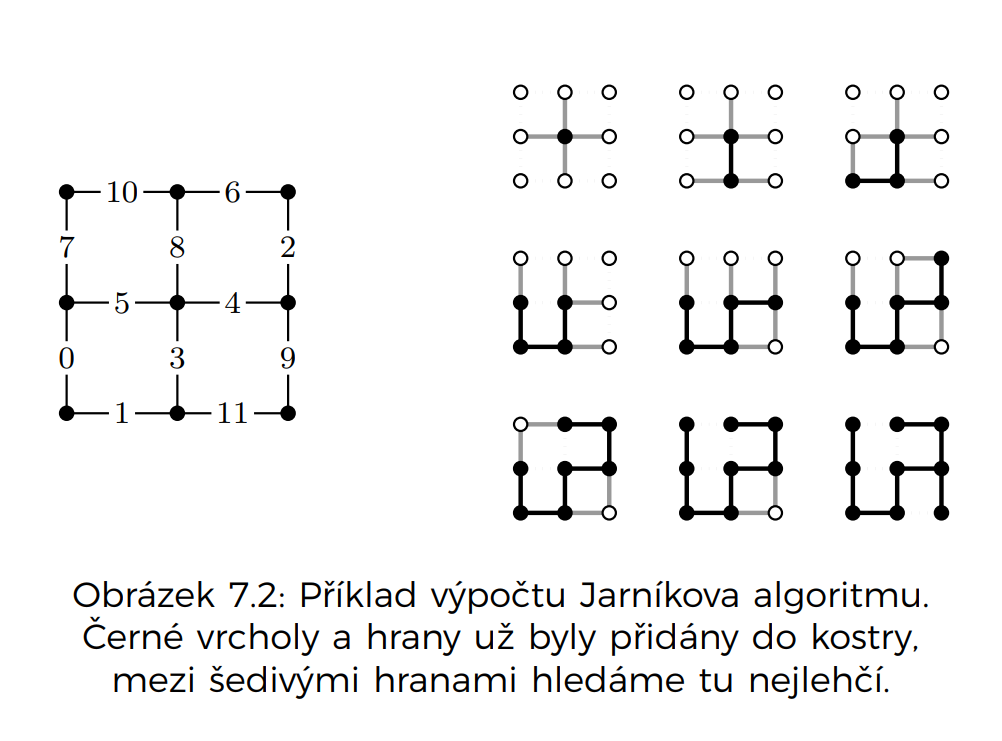 10 6
7 8 2
5 4
0 3 9
1 11
Obrázek 7.2: Příklad výpočtu Jarníkova algoritmu.
Černé vrcholy a hrany už byly přidány do kostry,
mezi šedivými hranami hledáme tu nejlehčí.